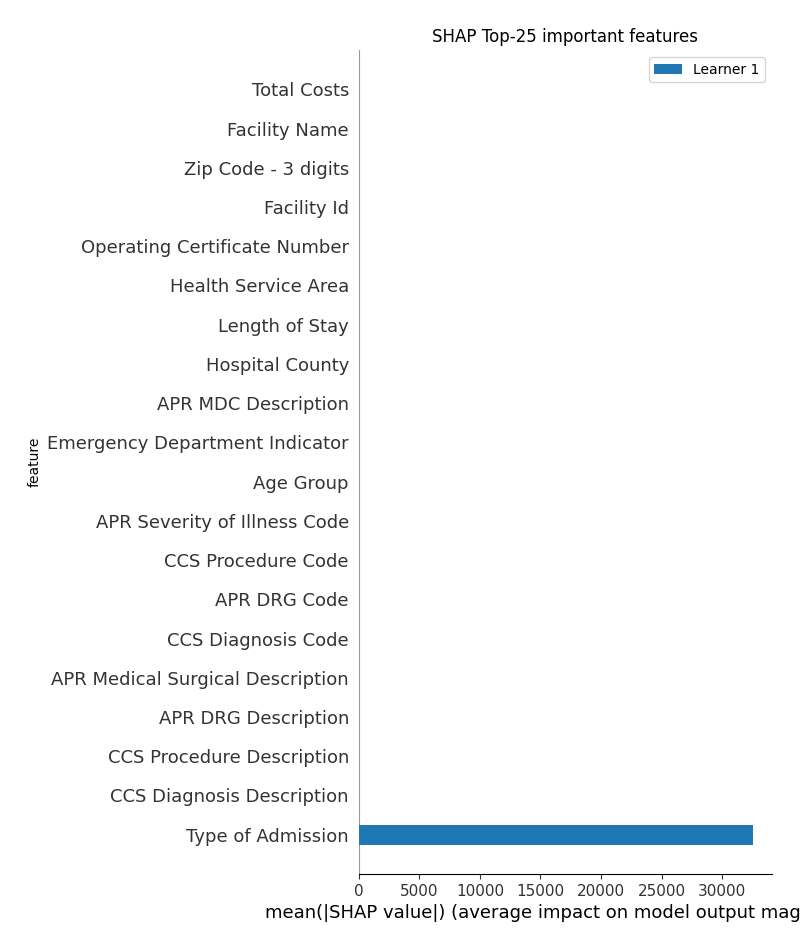 SHAP Top-25 important features
Learner 1
Total Costs
Facility Name
Zip Code - 3 digits
Facility Id
Operating Certificate Number
Health Service Area
Length of Stay
Hospital County
APR MDC Description
Emergency Department Indicator
Age Group
APR Severity of Illness Code
CCS Procedure Code
APR DRG Code
CCS Diagnosis Code
APR Medical Surgical Description
APR DRG Description
CCS Procedure Description
CCS Diagnosis Description
Type of Admission
feature
0 5000 10000 15000 20000 25000 30000
mean(|SHAP value|) (average impact on model output mag